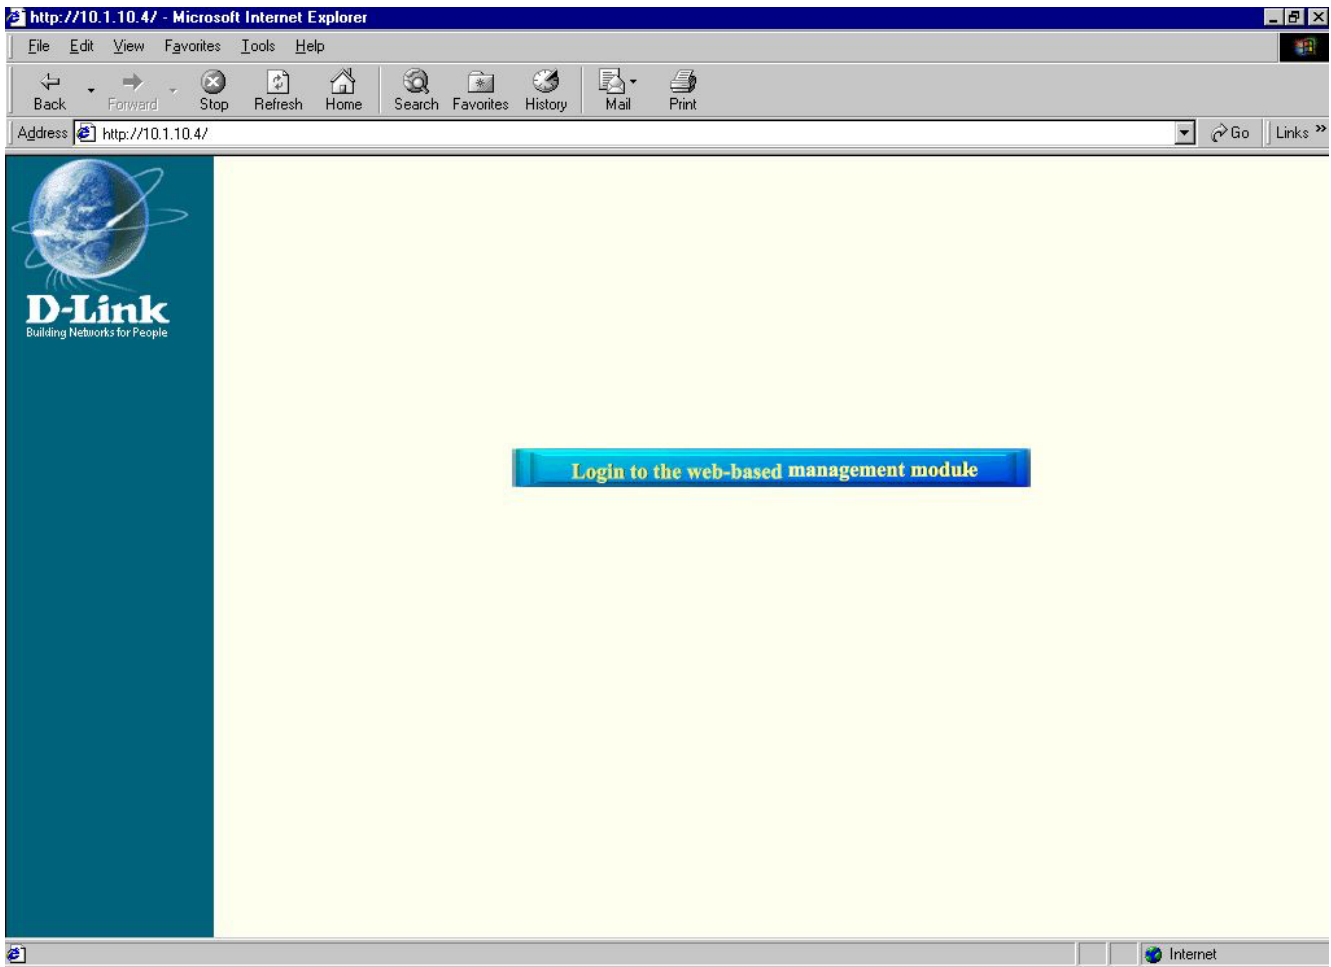 http://10.1.10.4/ - Microsoft Internet Explorer
File Edit View Favorites Tools Help
Back Forward Stop Refresh Home Search Favorites History Mail Print
Address http://10.1.10.4/ Go Links »
D-Link
Building Networks for People
Login to the web-based management module
Internet